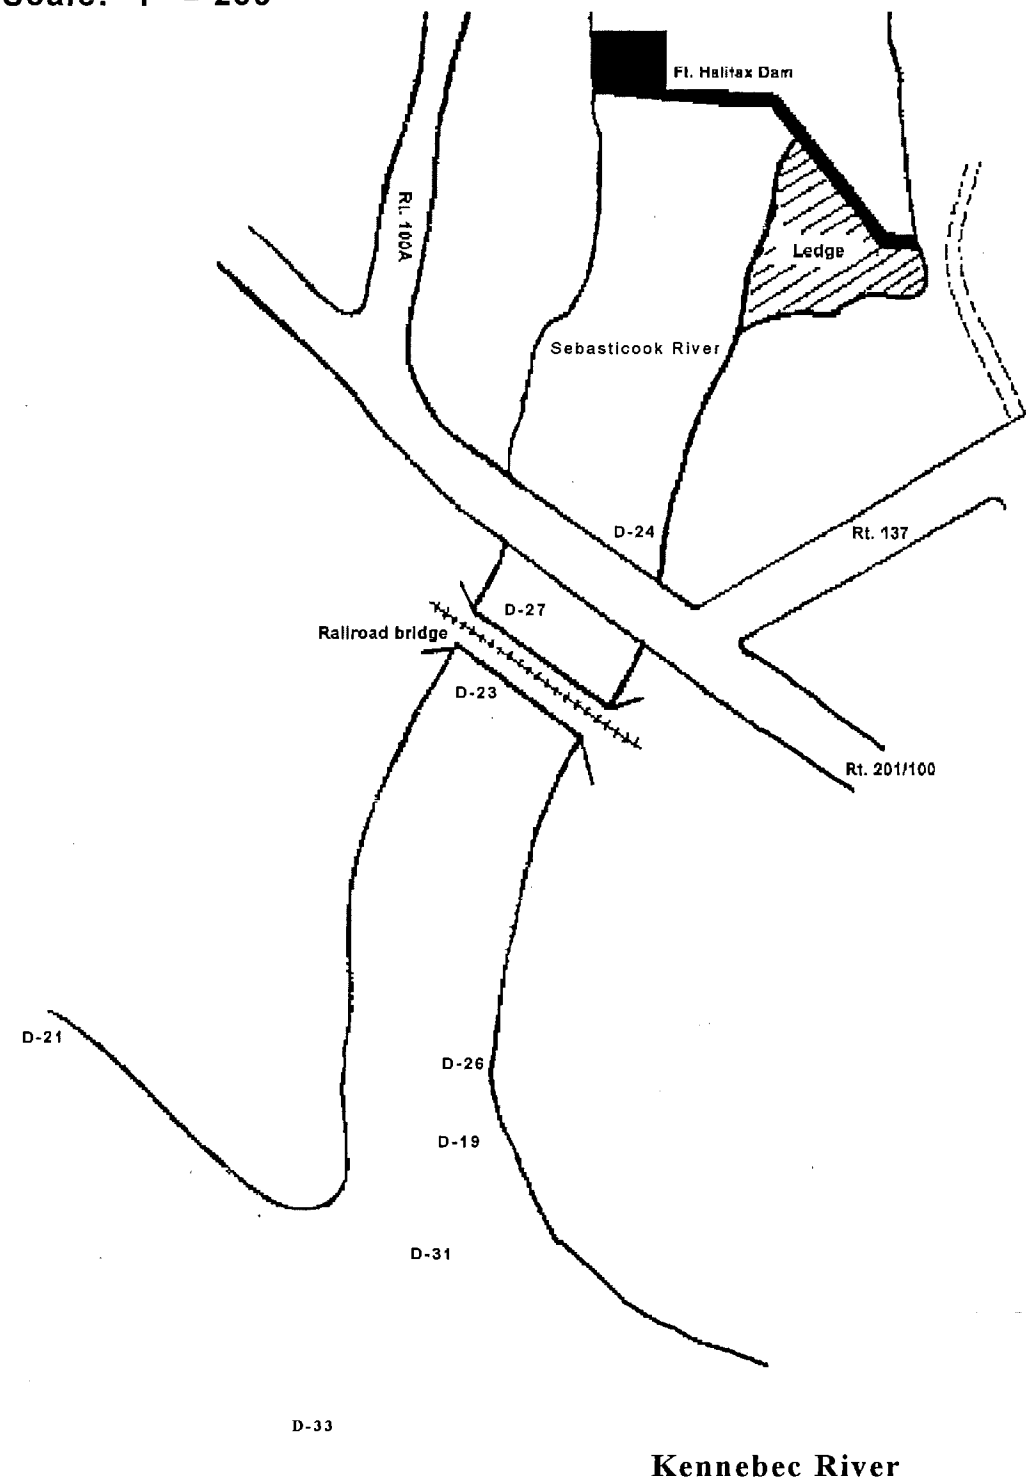 Ft. Halifax Dam
Rt. 100A
Ledge
Sebasticook River
D-24
Rt. 137
D-27
Railroad bridge
D-23
Rt. 201/100
D-21
D-26
D-19
D-31
D-33
Kennebec River